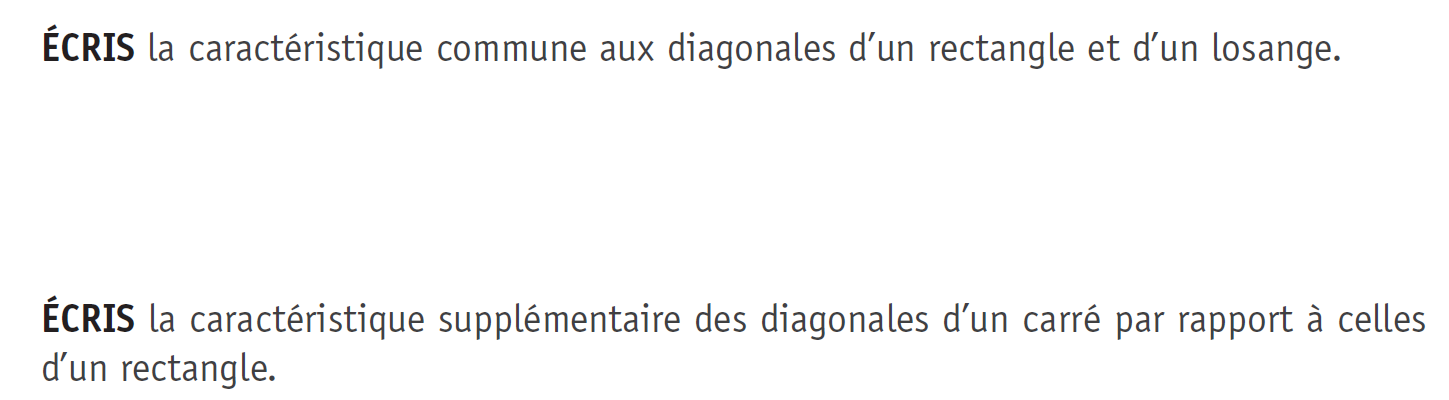 ÉCRIS la caractéristique commune aux diagonales d’un rectangle et d’un losange.
ÉCRIS la caractéristique supplémentaire des diagonales d’un carré par rapport à celles
d’un rectangle.